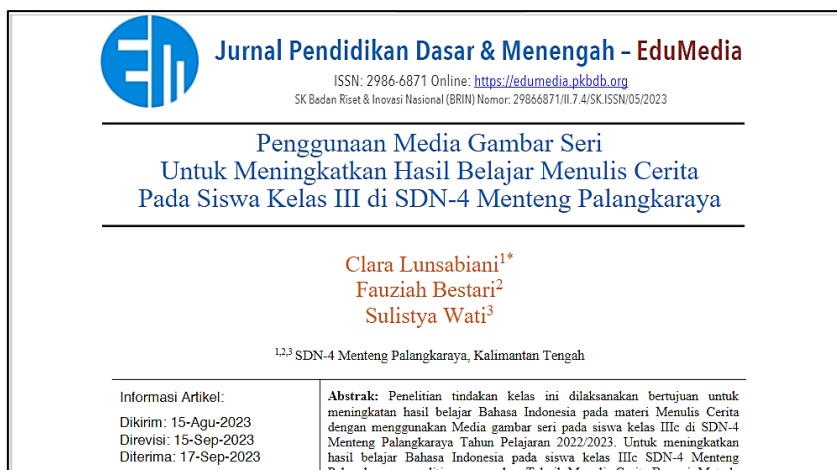 Jurnal Pendidikan Dasar & Menengah – EduMedia
ISSN: 2986-6871 Online: https://edumedia.pkbdb.org
SK Badan Riset & Inovasi Nasional (BRIN) Nomor: 29866871/II.7.4/SK.ISSN/05/2023
Penggunaan Media Gambar Seri
Untuk Meningkatkan Hasil Belajar Menulis Cerita
Pada Siswa Kelas III di SDN-4 Menteng Palangkaraya
Clara Lunsabiani1*
Fauziah Bestari2
Sulistya Wati3
1,2,3 SDN-4 Menteng Palangkaraya, Kalimantan Tengah
Informasi Artikel:
Dikirim: 15-Agu-2023
Direvisi: 15-Sep-2023
Diterima: 17-Sep-2023
Abstrak: Penelitian tindakan kelas ini dilaksanakan bertujuan untuk
meningkatan hasil belajar Bahasa Indonesia pada materi Menulis Cerita
dengan menggunakan Media gambar seri pada siswa kelas IIIc di SDN-4
Menteng Palangkaraya Tahun Pelajaran 2022/2023. Untuk meningkatkan
hasil belajar Bahasa Indonesia pada siswa kelas IIIc SDN-4 Menteng